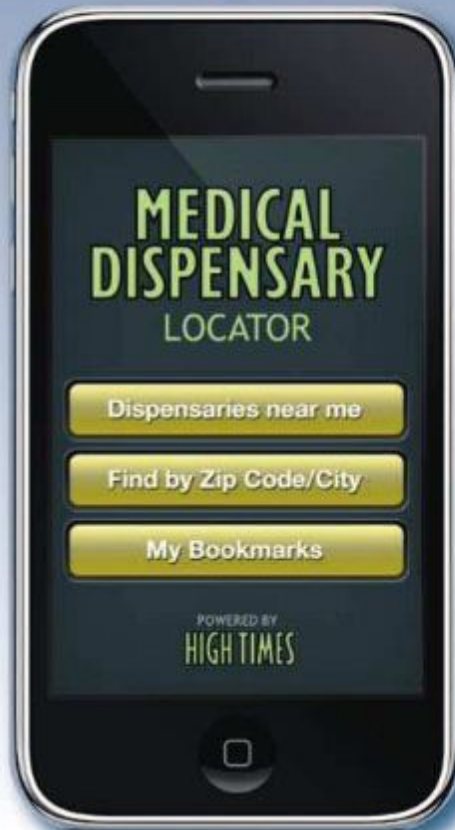 MEDICAL
DISPENSARY
LOCATOR
Dispensaries near me
Find by Zip Code/City
My Bookmarks
POWERED BY
HIGH TIMES